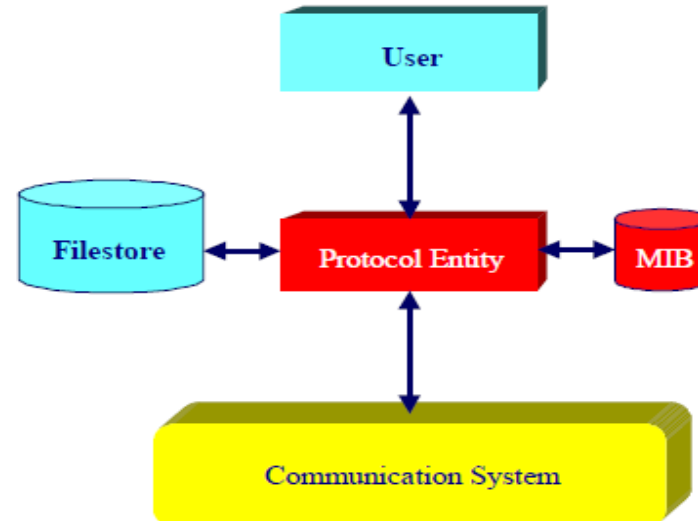 User
Filestore
Protocol Entity
MIB
Communication System